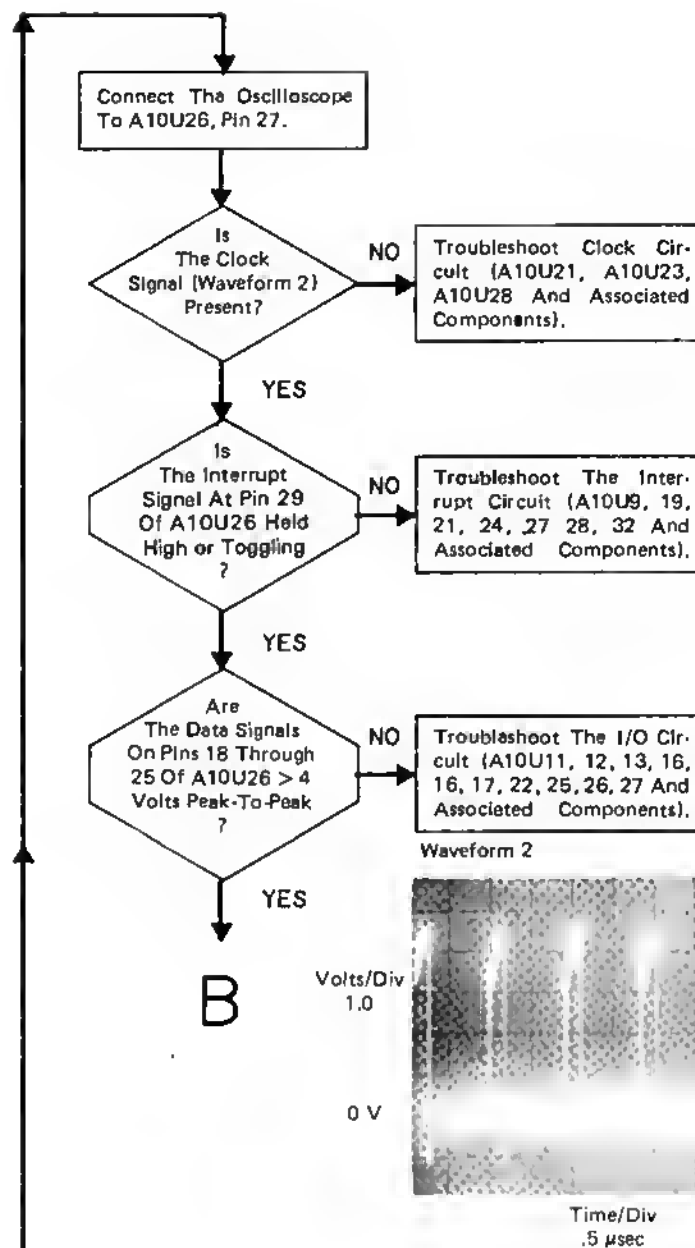 Connect Tha Oscilloscope
To A10U26, Pin 27.
Is
The Clock
Signal (Waveform 2)
Present?
NO
Troubleshoot Clock Cir-
cuit (A10U21, A10U23,
A10U28 And Associated
Components).
YES
Is
The Interrupt
Signal At Pin 29
Of A10U26 Held
High or Toggling
?
NO
Troubleshoot The Inter-
rupt Circuit (A10U9, 19,
21, 24, 27 28, 32 And
Associated Components).
YES
Are
The Data Signals
On Pins 18 Through
25 Of A10U26 > 4
Volts Peak-To-Peak
?
NO
Troubleshoot The I/O Cir-
cuit (A10U11, 12, 13, 16,
16, 17, 22, 25, 26, 27 And
Associated Components).
YES
B
Waveform 2
Volts/Div
1.0
0 V
Time/Div
.5 μsec